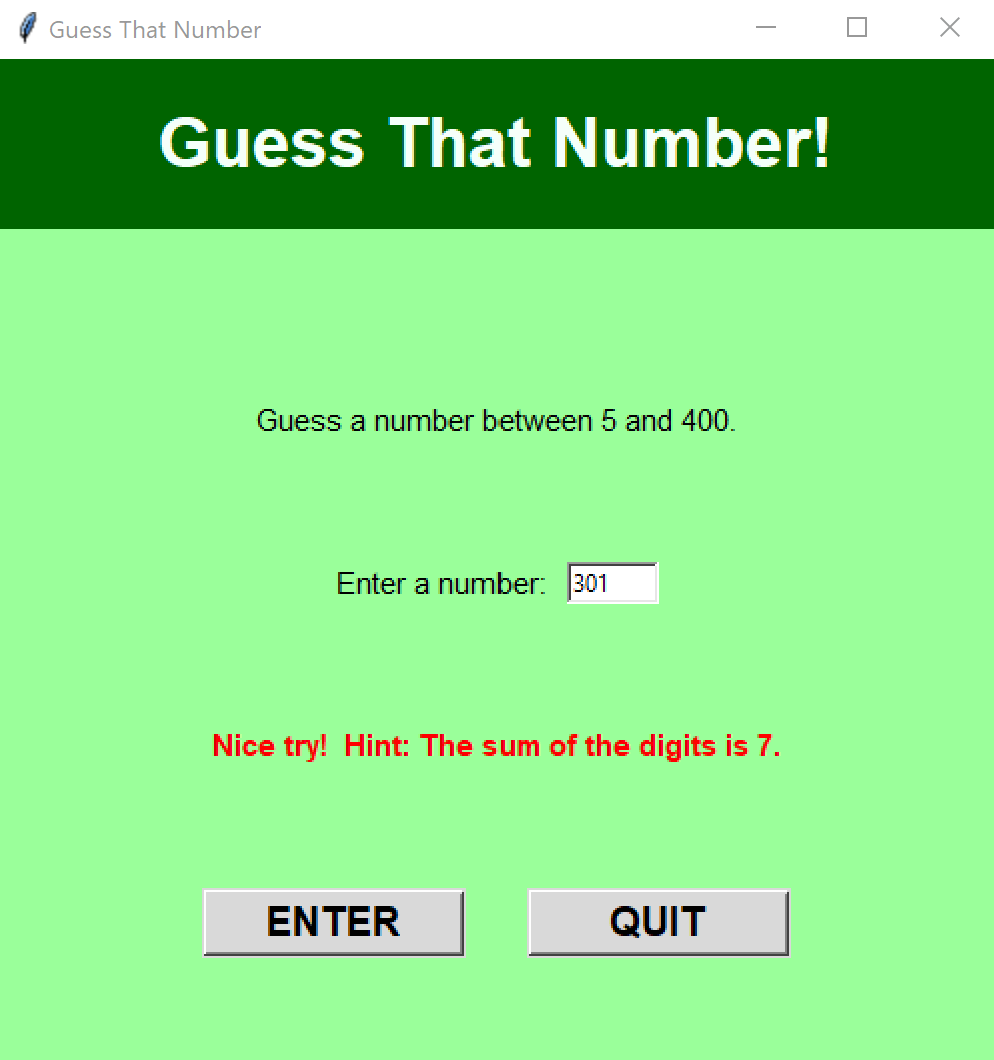 Guess That Number
Guess That Number!
Guess a number between 5 and 400.
Enter a number: 301
Nice try!  Hint: The sum of the digits is 7.
ENTER QUIT